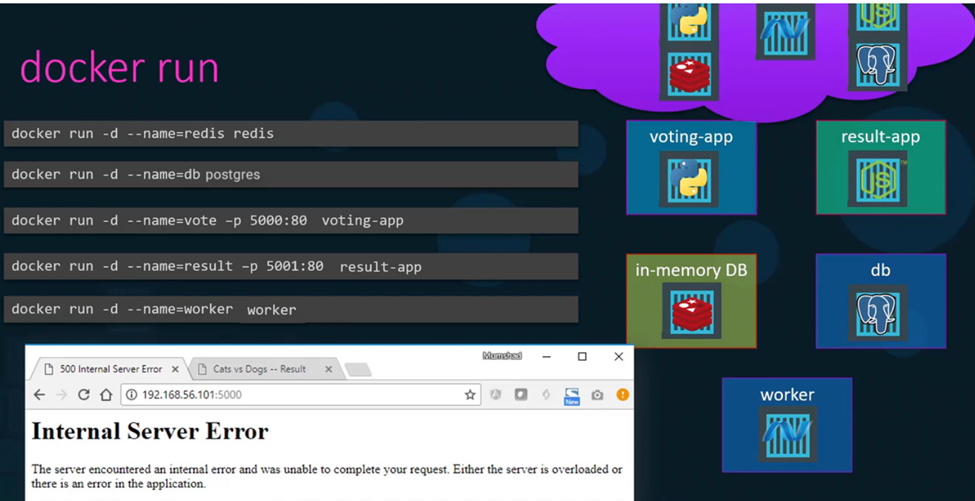 docker run
docker run -d --name=redis redis
docker run -d --name=db postgres
docker run -d --name=vote –p 5000:80 voting-app
docker run -d --name=result –p 5001:80 result-app
docker run -d --name=worker worker
voting-app
result-app
JS
TM
in-memory DB
db
worker
JS
Mumshad
500 Internal Server Error
Cats vs Dogs -- Result
192.168.56.101:5000
New
Internal Server Error
The server encountered an internal error and was unable to complete your request. Either the server is overloaded or
there is an error in the application.